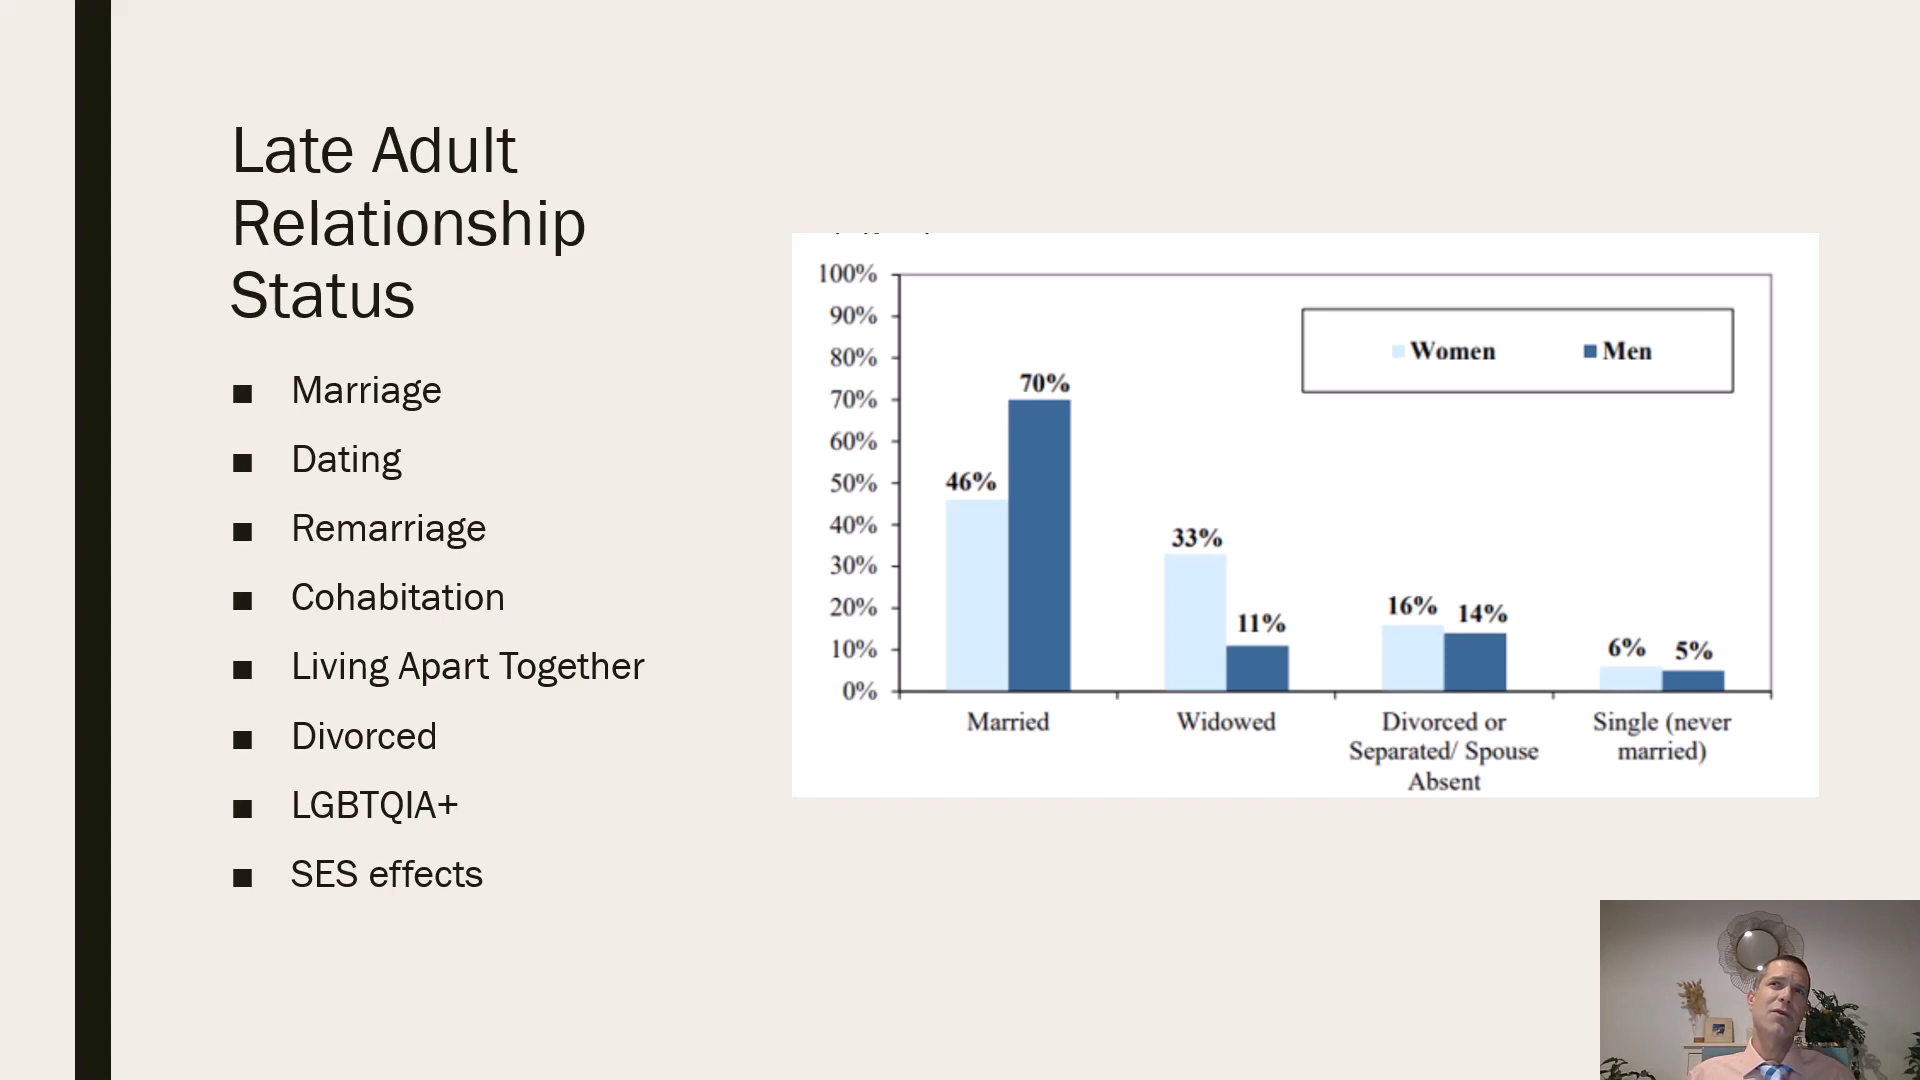 Late Adult
Relationship
Status
■ Marriage
■ Dating
■ Remarriage
■ Cohabitation
■ Living Apart Together
■ Divorced
■ LGBTQIA+
■ SES effects
100%
90%
80%
70%
60%
50%
40%
30%
20%
10%
0%
Women Men
46% 70%
33% 11%
16% 14%
6% 5%
Married
Widowed
Divorced or
Separated/ Spouse
Absent
Single (never
married)